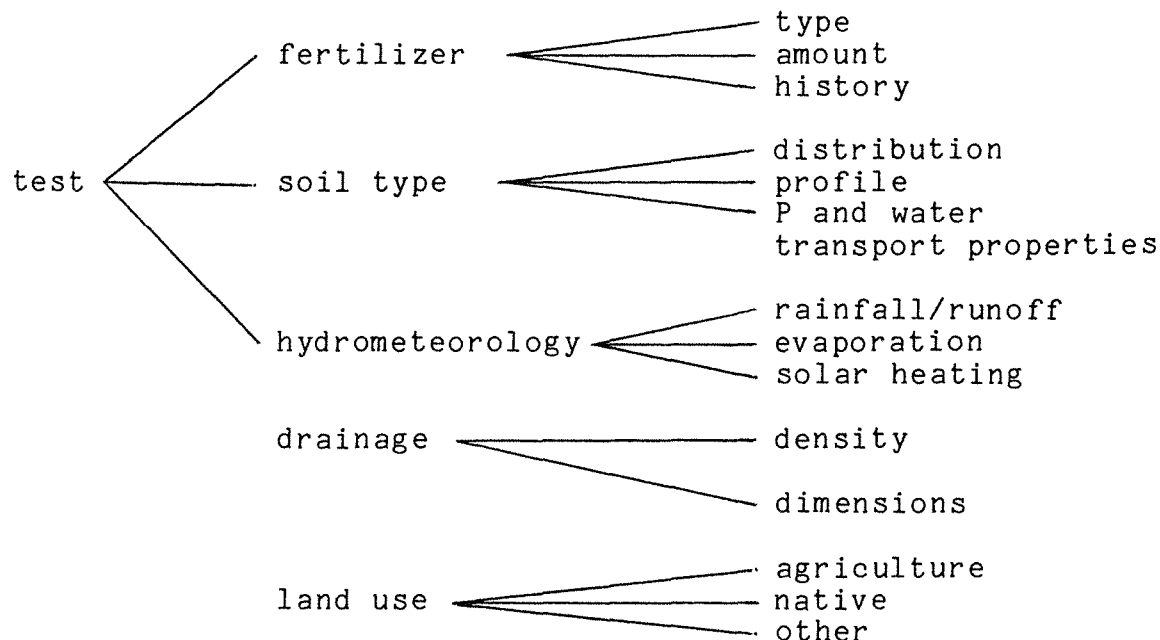 type
fertilizer
amount
history
distribution
test
soil type
profile
P and water
transport properties
rainfall/runoff
hydrometeorology
evaporation
solar heating
drainage
density
dimensions
agriculture
land use
native
other